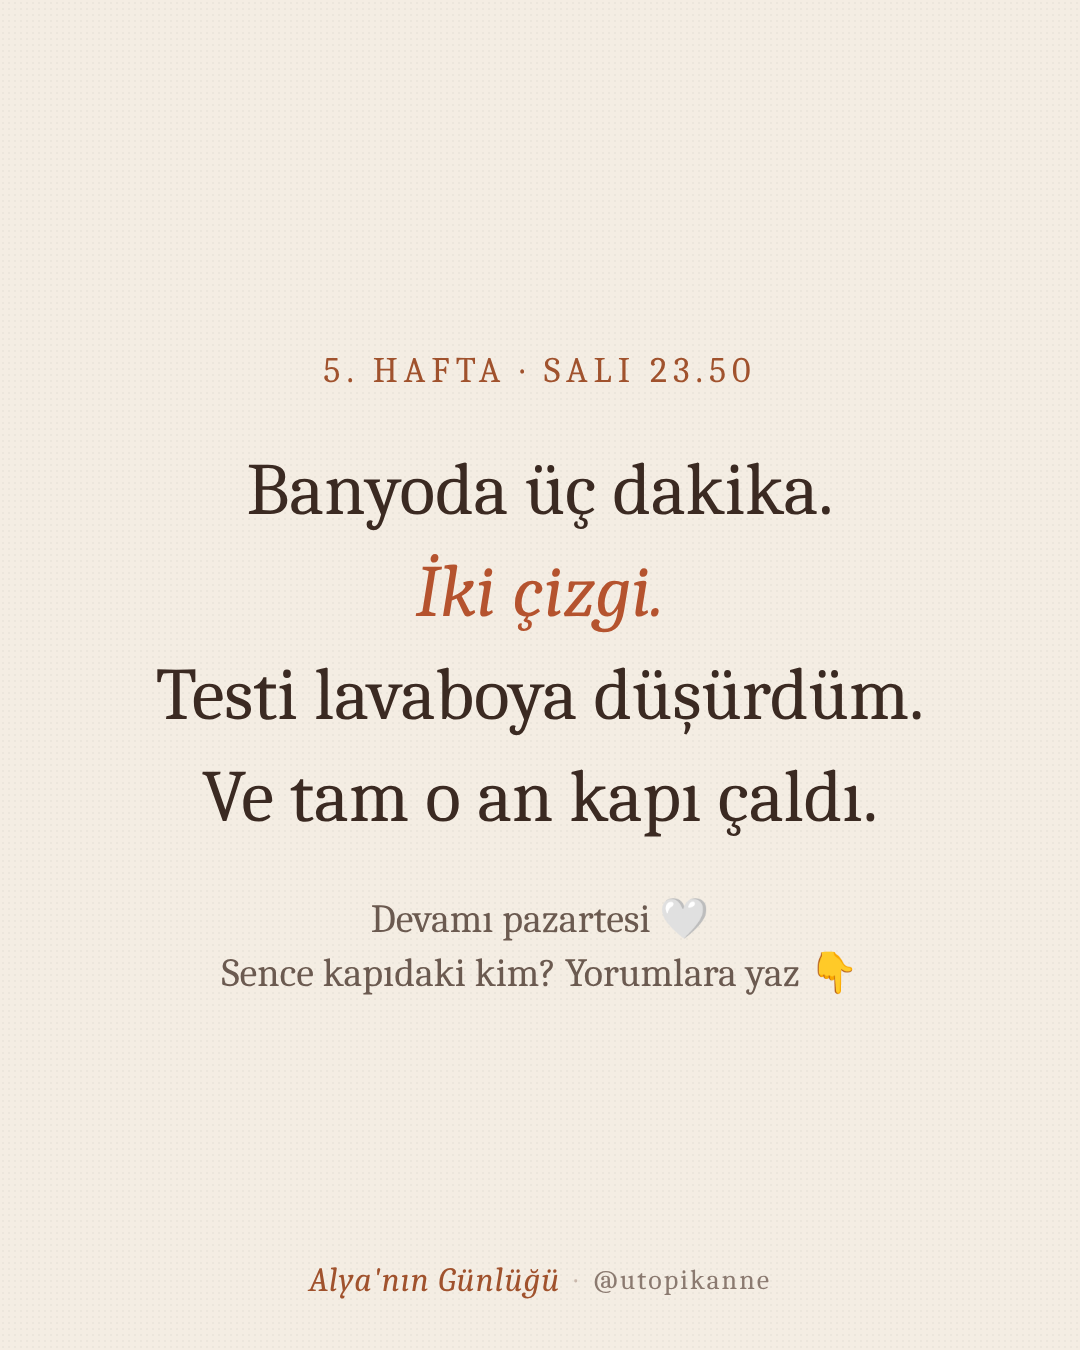 5. HAFTA · SALI 23.50
Banyoda üç dakika.
İki çizgi.
Testi lavaboya düşürdüm.
Ve tam o an kapı çaldı.
Devamı pazartesi 🤍
Sence kapıdaki kim? Yorumlara yaz 👇
Alya'nın Günlüğü · @utopikanne